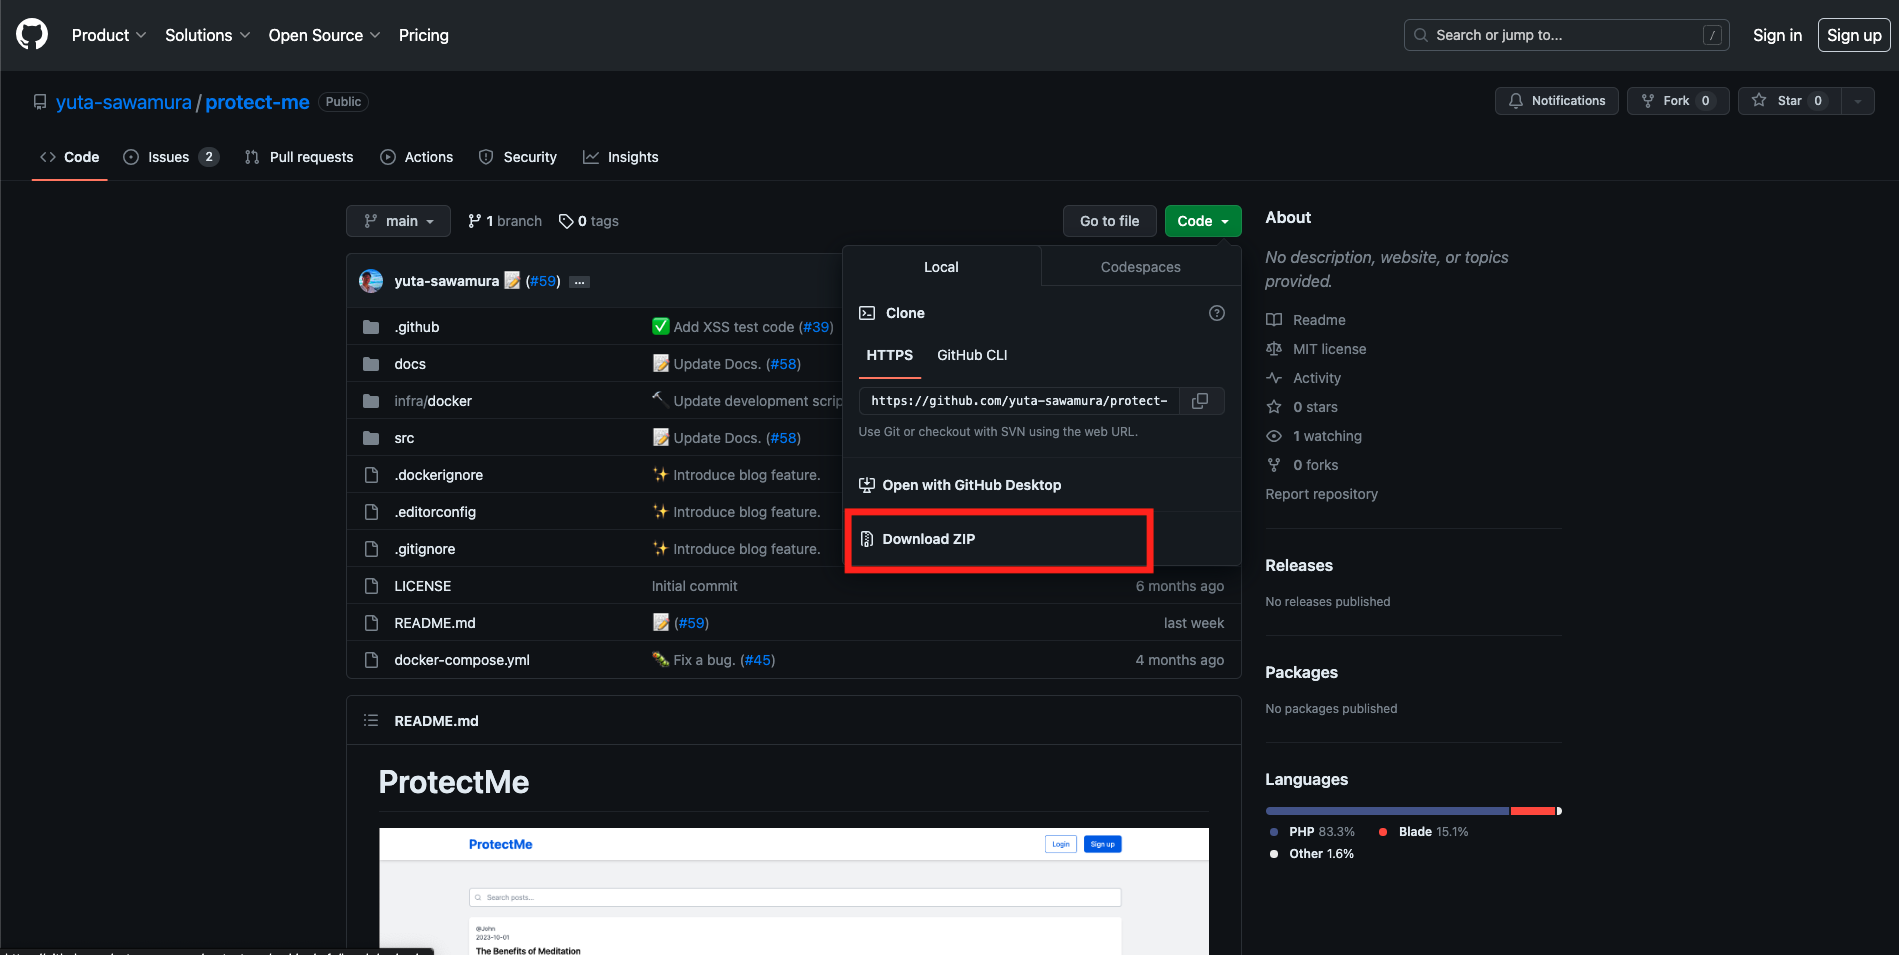 Product Solutions Open Source Pricing Search or jump to... / Sign in Sign up
yuta-sawamura / protect-me Public Notifications Fork 0 Star 0
Code Issues 2 Pull requests Actions Security Insights
main 1 branch 0 tags Go to file Code
yuta-sawamura 📝 (#59) ...
.github ✅ Add XSS test code (#39)
docs 📝 Update Docs. (#58)
infra/docker 🔨 Update development scrip
src 📝 Update Docs. (#58)
.dockerignore ✨ Introduce blog feature.
.editorconfig ✨ Introduce blog feature.
.gitignore ✨ Introduce blog feature.
LICENSE Initial commit 6 months ago
README.md 📝 (#59) last week
docker-compose.yml 🐛 Fix a bug. (#45) 4 months ago
Local Codespaces
Clone
HTTPS GitHub CLI
https://github.com/yuta-sawamura/protect-
Use Git or checkout with SVN using the web URL.
Open with GitHub Desktop
Download ZIP
README.md
ProtectMe
ProtectMe Login Sign up
Search posts...
@John
2023-10-01
The Benefits of Meditation
About
No description, website, or topics
provided.
Readme
MIT license
Activity
0 stars
1 watching
0 forks
Report repository
Releases
No releases published
Packages
No packages published
Languages
PHP 83.3% Blade 15.1%
Other 1.6%